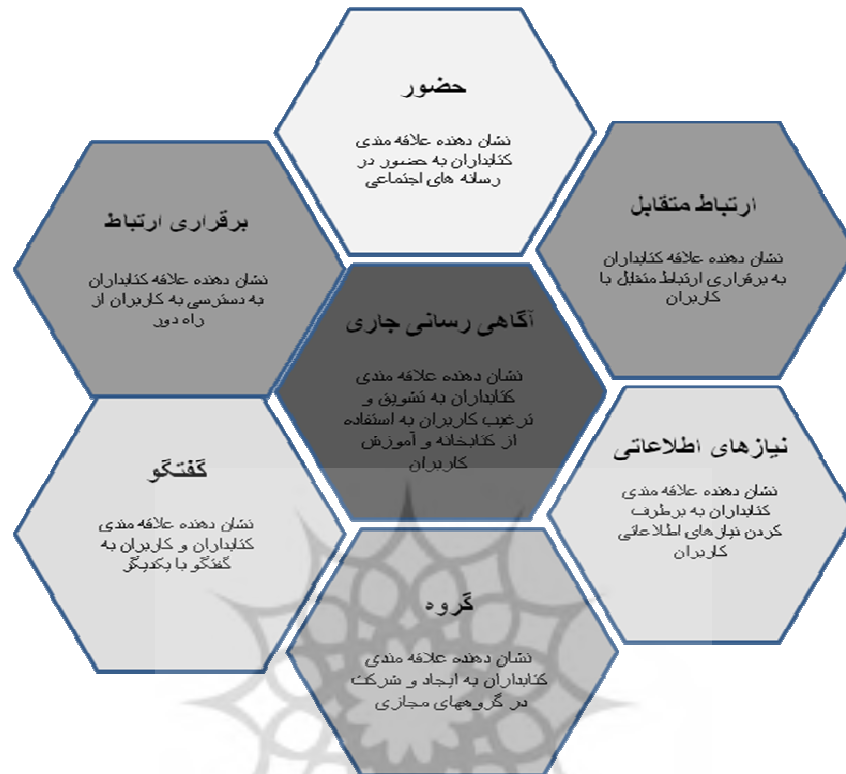 حضور
نشان دهنده علاقه مندی
کتابداران به حضور در
رسانه های اجتماعی
ارتباط متقابل
نشان دهنده علاقه کتابداران
به برقراری ارتباط متقابل با
کاربران
برقراری ارتباط
نشان دهنده علاقه کتابداران
به دسترسی به کاربران از
راه دور
آگاهی رسانی جاری
نشان دهنده علاقه مندی
کتابداران به تشویق و
ترغیب کاربران به استفاده
از کتابخانه و آموزش
کاربران
نیازهای اطلاعاتی
نشان دهنده علاقه مندی
کتابداران به برطرف
کردن نیازهای اطلاعاتی
کاربران
گفتگو
نشان دهنده علاقه مندی
کتابداران و کاربران به
گفتگو با یکدیگر
گروه
نشان دهنده علاقه مندی
کتابداران به ایجاد و شرکت
در گروههای مجازی